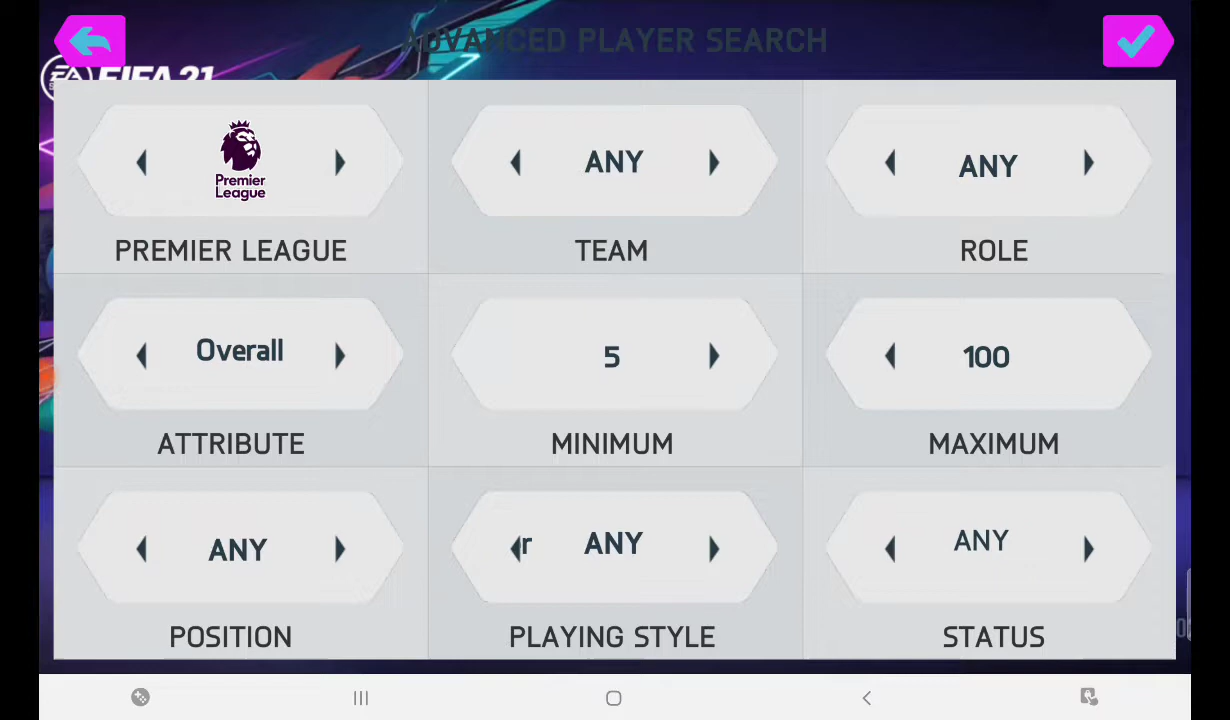 ADVANCED PLAYER SEARCH
EA FIFA 21
Premier
League
ANY
ANY
PREMIER LEAGUE
TEAM
ROLE
Overall
5
100
ATTRIBUTE
MINIMUM
MAXIMUM
ANY
r
ANY
ANY
POSITION
PLAYING STYLE
STATUS